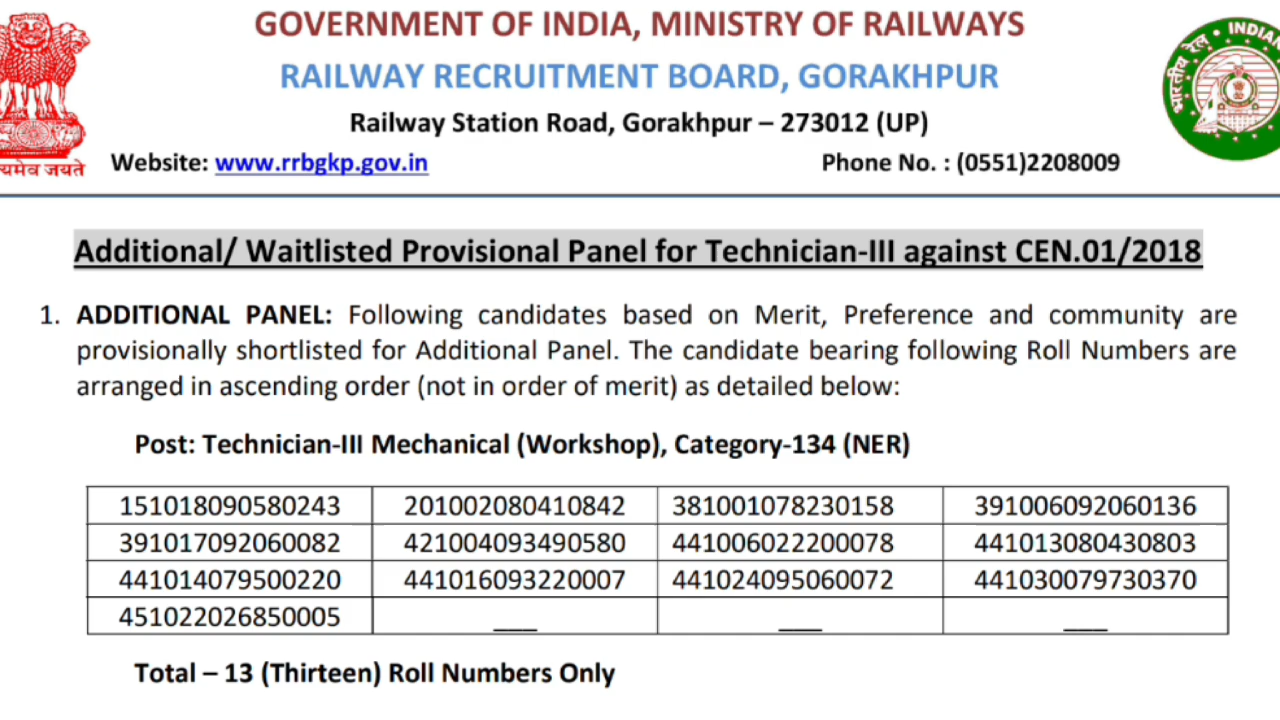 GOVERNMENT OF INDIA, MINISTRY OF RAILWAYS
RAILWAY RECRUITMENT BOARD, GORAKHPUR
Railway Station Road, Gorakhpur – 273012 (UP)
Website: www.rrbgkp.gov.in Phone No. : (0551)2208009
यमेव जयते
भारतीय रेल • INDIAN
Additional/ Waitlisted Provisional Panel for Technician-III against CEN.01/2018
1. ADDITIONAL PANEL: Following candidates based on Merit, Preference and community are
provisionally shortlisted for Additional Panel. The candidate bearing following Roll Numbers are
arranged in ascending order (not in order of merit) as detailed below:
Post: Technician-III Mechanical (Workshop), Category-134 (NER)
151018090580243 201002080410842 381001078230158 391006092060136
391017092060082 421004093490580 441006022200078 441013080430803
441014079500220 441016093220007 441024095060072 441030079730370
451022026850005 ___ ___ ___
Total – 13 (Thirteen) Roll Numbers Only